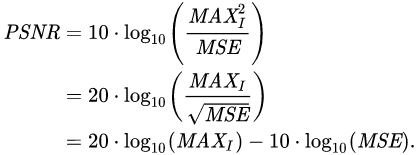 PSNR = 10 · log₁₀(MAX_I² / MSE)
= 20 · log₁₀(MAX_I / √MSE)
= 20 · log₁₀(MAX_I) − 10 · log₁₀(MSE).